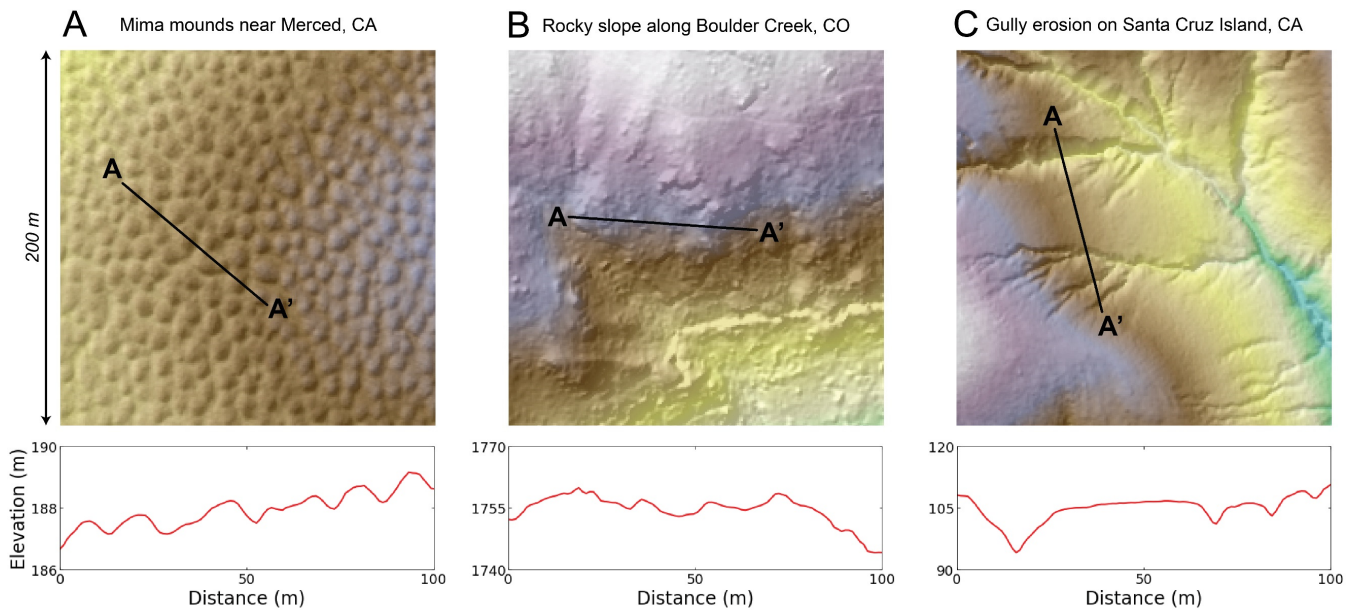 A Mima mounds near Merced, CA
B Rocky slope along Boulder Creek, CO
C Gully erosion on Santa Cruz Island, CA
200 m
A
A'
A
A'
A
A'
Elevation (m)
190
188
186
0
50
100
Distance (m)
1770
1755
1740
0
50
100
Distance (m)
120
105
90
0
50
100
Distance (m)